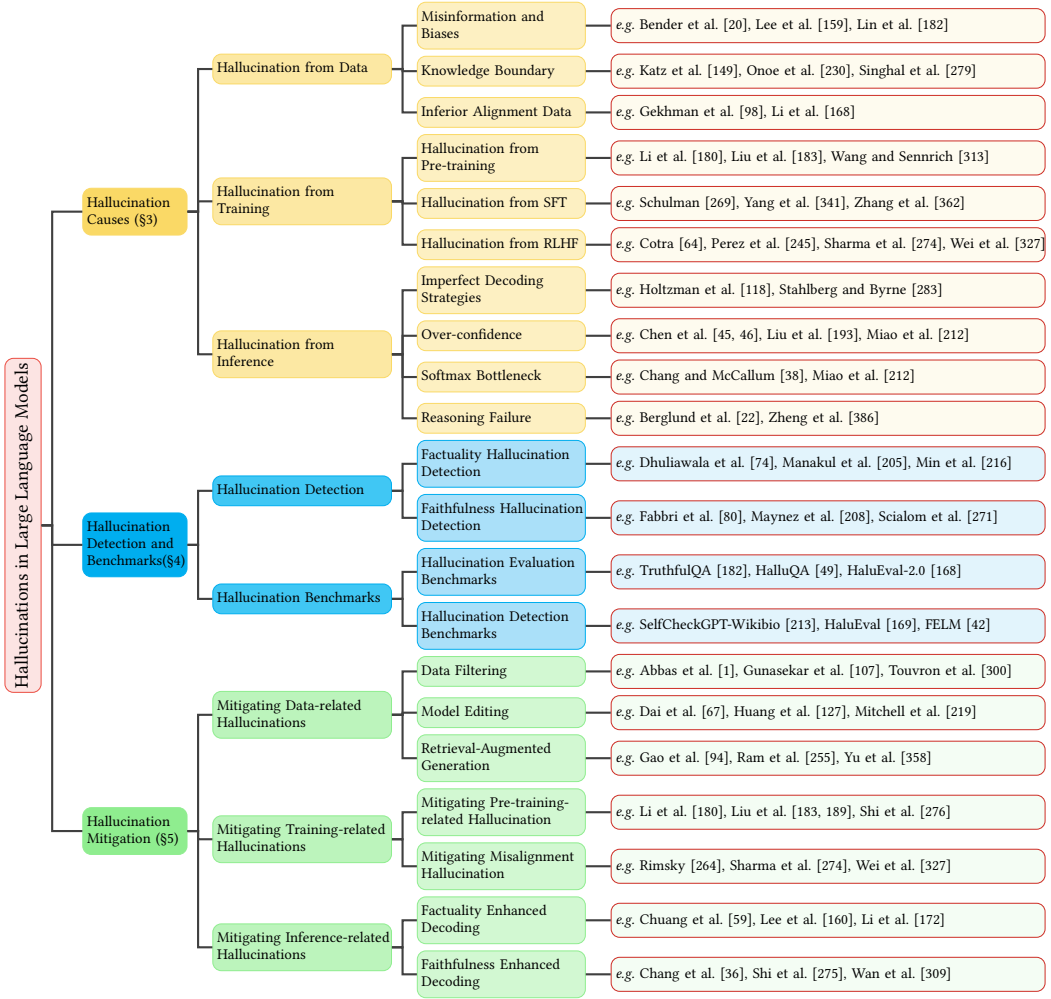 Hallucinations in Large Language Models
Hallucination
Causes (§3)
Hallucination from Data
Misinformation and
Biases
e.g. Bender et al. [20], Lee et al. [159], Lin et al. [182]
Knowledge Boundary
e.g. Katz et al. [149], Onoe et al. [230], Singhal et al. [279]
Inferior Alignment Data
e.g. Gekhman et al. [98], Li et al. [168]
Hallucination from
Training
Hallucination from
Pre-training
e.g. Li et al. [180], Liu et al. [183], Wang and Sennrich [313]
Hallucination from SFT
e.g. Schulman [269], Yang et al. [341], Zhang et al. [362]
Hallucination from RLHF
e.g. Cotra [64], Perez et al. [245], Sharma et al. [274], Wei et al. [327]
Hallucination from
Inference
Imperfect Decoding
Strategies
e.g. Holtzman et al. [118], Stahlberg and Byrne [283]
Over-confidence
e.g. Chen et al. [45, 46], Liu et al. [193], Miao et al. [212]
Softmax Bottleneck
e.g. Chang and McCallum [38], Miao et al. [212]
Reasoning Failure
e.g. Berglund et al. [22], Zheng et al. [386]
Hallucination
Detection and
Benchmarks(§4)
Hallucination Detection
Factuality Hallucination
Detection
e.g. Dhuliawala et al. [74], Manakul et al. [205], Min et al. [216]
Faithfulness Hallucination
Detection
e.g. Fabbri et al. [80], Maynez et al. [208], Scialom et al. [271]
Hallucination Benchmarks
Hallucination Evaluation
Benchmarks
e.g. TruthfulQA [182], HalluQA [49], HaluEval-2.0 [168]
Hallucination Detection
Benchmarks
e.g. SelfCheckGPT-Wikibio [213], HaluEval [169], FELM [42]
Hallucination
Mitigation (§5)
Mitigating Data-related
Hallucinations
Data Filtering
e.g. Abbas et al. [1], Gunasekar et al. [107], Touvron et al. [300]
Model Editing
e.g. Dai et al. [67], Huang et al. [127], Mitchell et al. [219]
Retrieval-Augmented
Generation
e.g. Gao et al. [94], Ram et al. [255], Yu et al. [358]
Mitigating Training-related
Hallucinations
Mitigating Pre-training-
related Hallucination
e.g. Li et al. [180], Liu et al. [183, 189], Shi et al. [276]
Mitigating Misalignment
Hallucination
e.g. Rimsky [264], Sharma et al. [274], Wei et al. [327]
Mitigating Inference-related
Hallucinations
Factuality Enhanced
Decoding
e.g. Chuang et al. [59], Lee et al. [160], Li et al. [172]
Faithfulness Enhanced
Decoding
e.g. Chang et al. [36], Shi et al. [275], Wan et al. [309]